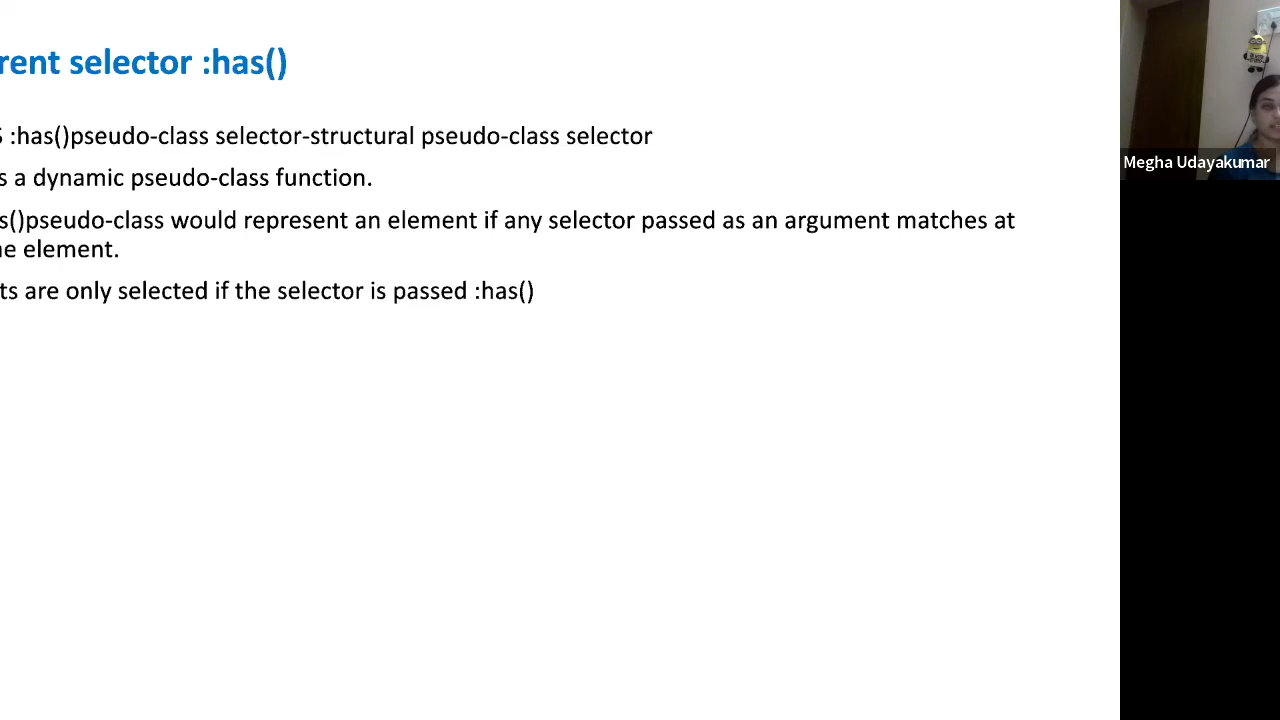 rent selector :has()
S :has()pseudo-class selector-structural pseudo-class selector
s a dynamic pseudo-class function.
s()pseudo-class would represent an element if any selector passed as an argument matches at
ne element.
ts are only selected if the selector is passed :has()
Megha Udayakumar